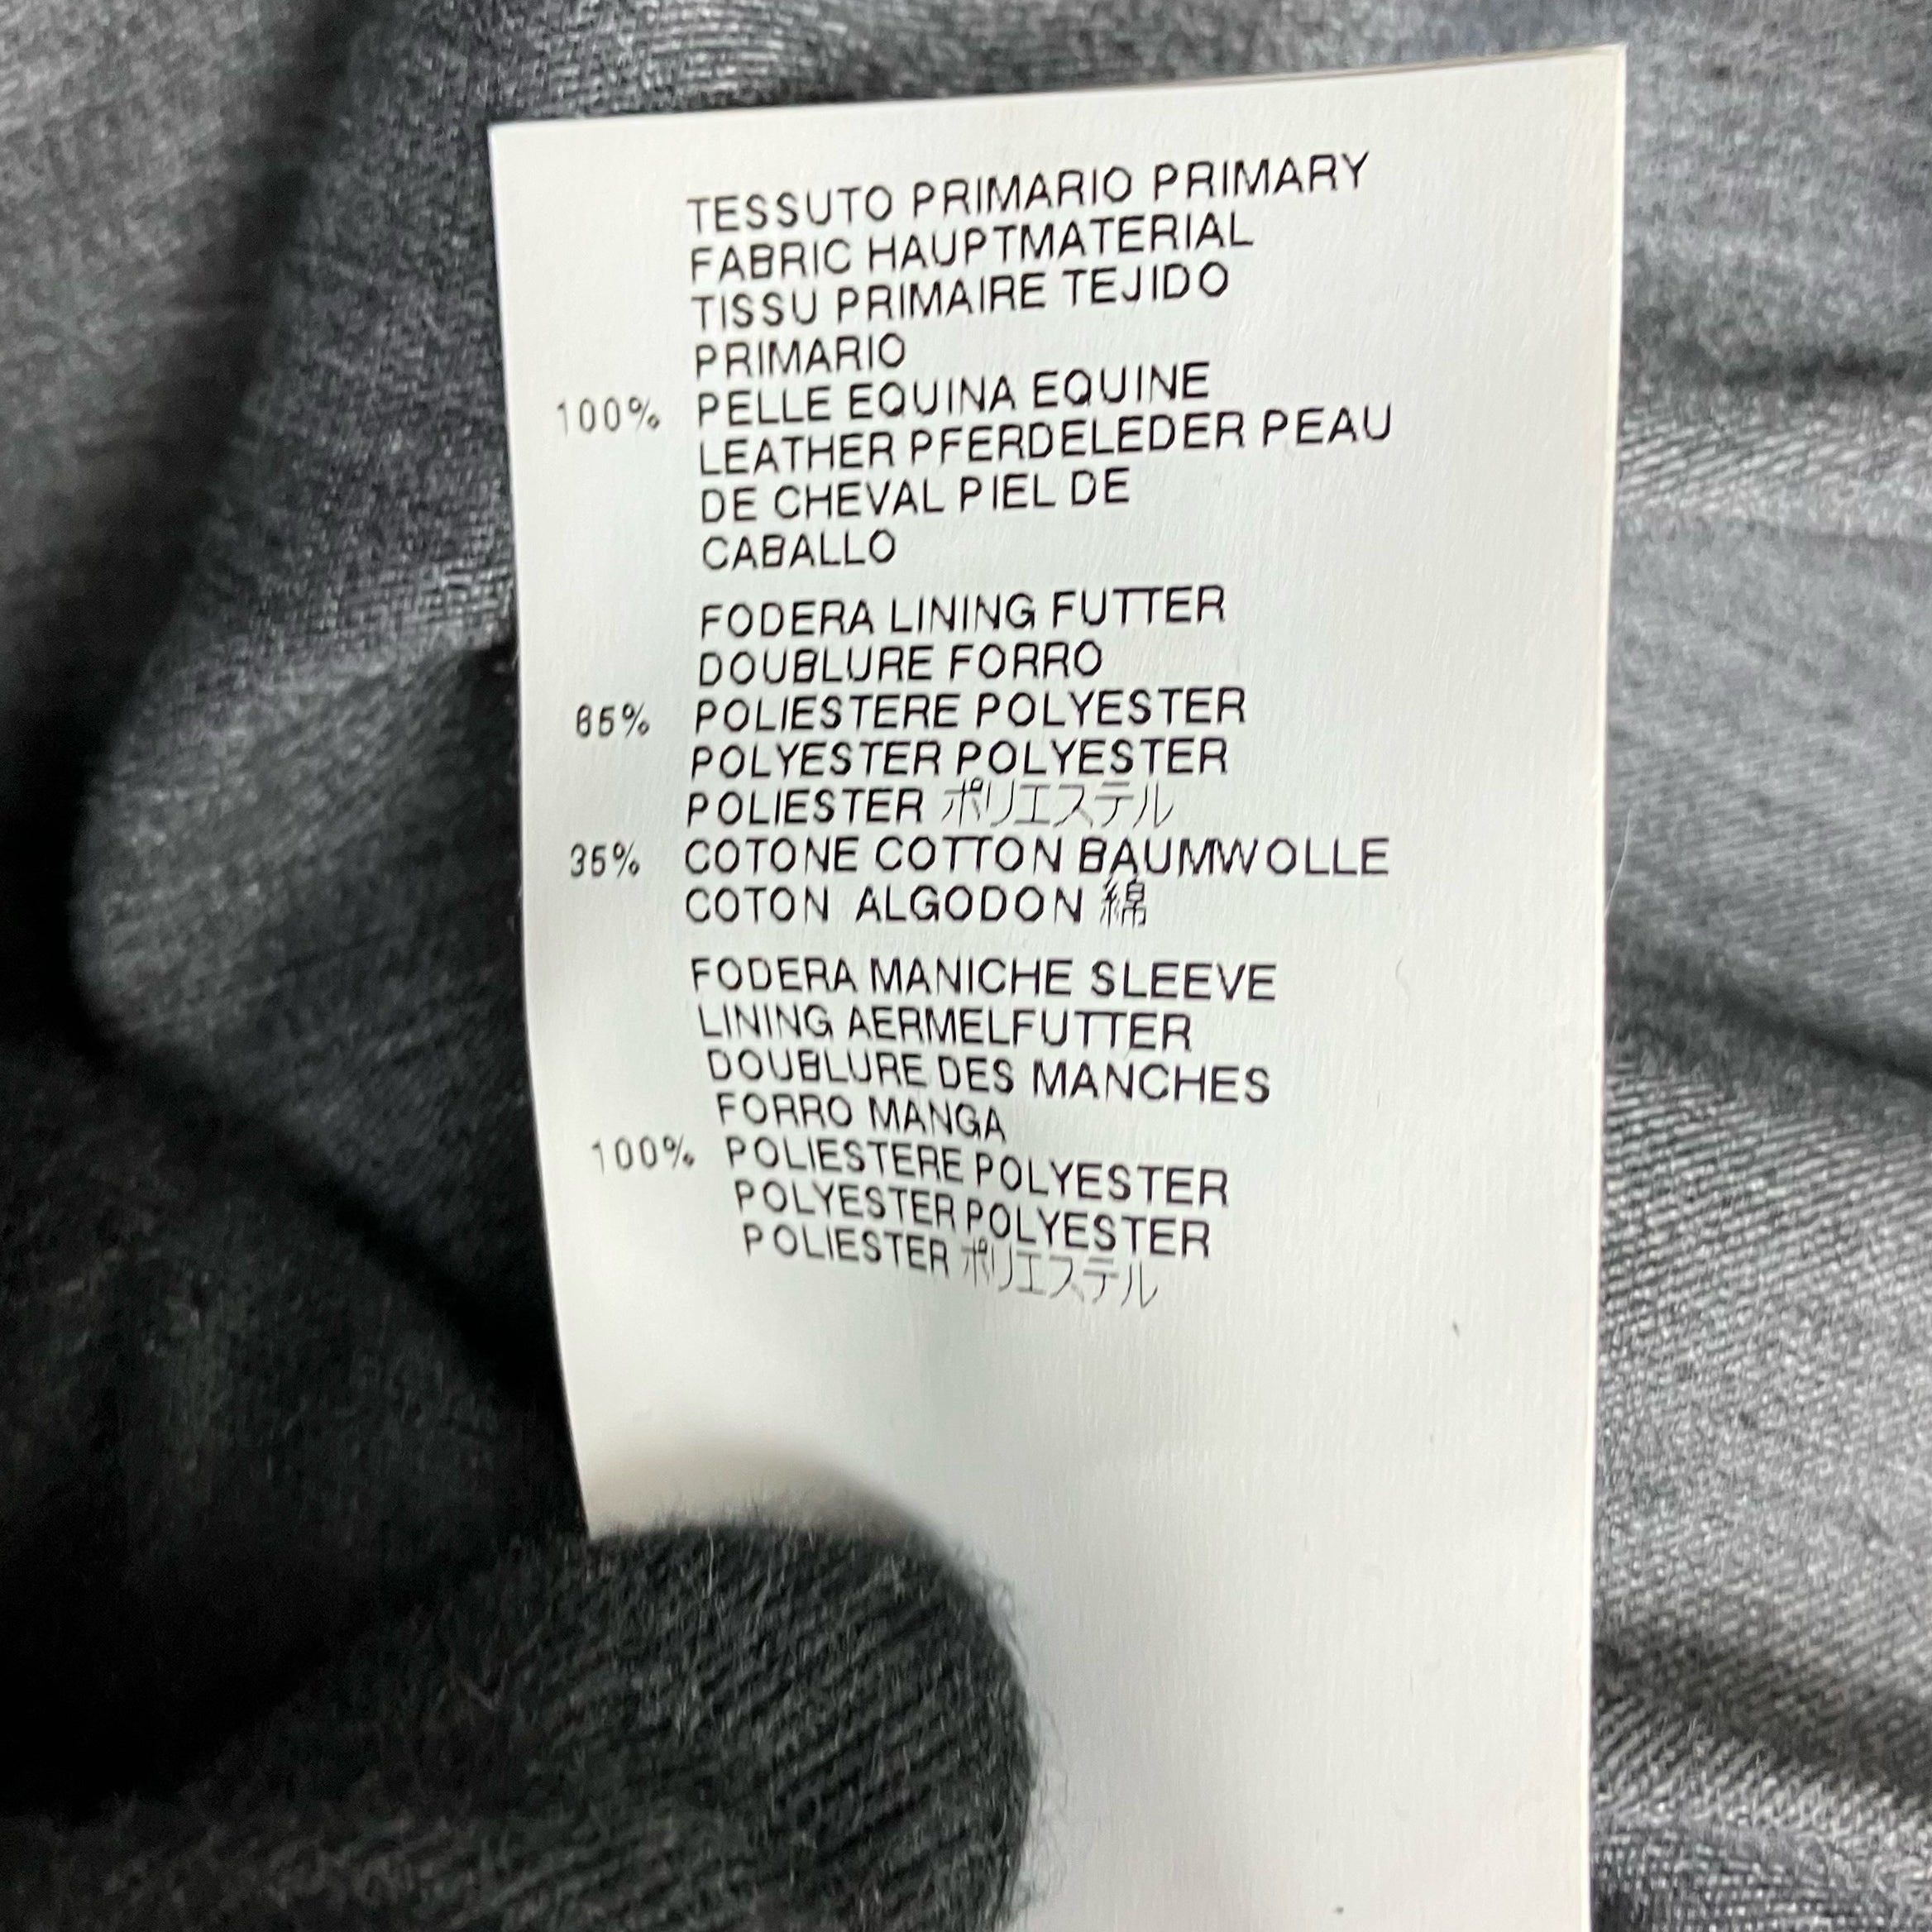 TESSUTO PRIMARIO PRIMARY
FABRIC HAUPTMATERIAL
TISSU PRIMAIRE TEJIDO
PRIMARIO
100% PELLE EQUINA EQUINE
LEATHER PFERDELEDER PEAU
DE CHEVAL PIEL DE
CABALLO
FODERA LINING FUTTER
DOUBLURE FORRO
65% POLIESTERE POLYESTER
POLYESTER POLYESTER
POLIESTER ポリエステル
35% COTONE COTTON BAUMWOLLE
COTON ALGODON 綿
FODERA MANICHE SLEEVE
LINING AERMELFUTTER
DOUBLURE DES MANCHES
FORRO MANGA
100% POLIESTERE POLYESTER
POLYESTER POLYESTER
POLIESTER ポリエステル